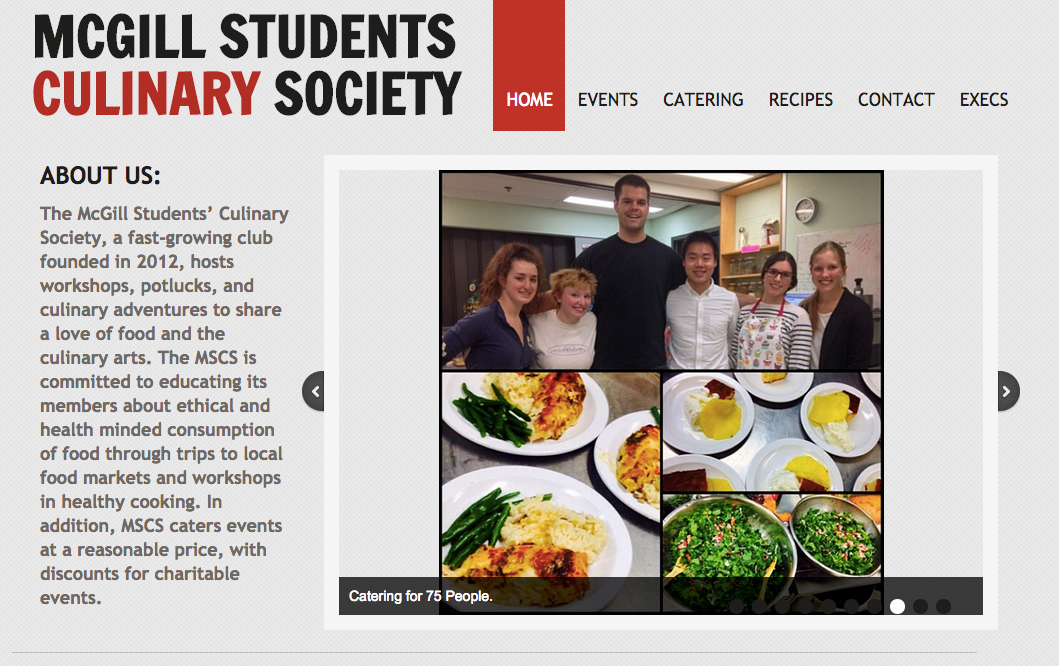 MCGILL STUDENTS
CULINARY SOCIETY
HOME EVENTS CATERING RECIPES CONTACT EXECS
ABOUT US:
The McGill Students’ Culinary
Society, a fast-growing club
founded in 2012, hosts
workshops, potlucks, and
culinary adventures to share
a love of food and the
culinary arts. The MSCS is
committed to educating its
members about ethical and
health minded consumption
of food through trips to local
food markets and workshops
in healthy cooking. In
addition, MSCS caters events
at a reasonable price, with
discounts for charitable
events.
Catering for 75 People.